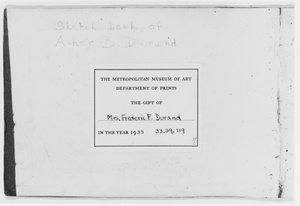 Sketch book of
Asher B. Durand
THE METROPOLITAN MUSEUM OF ART
DEPARTMENT OF PRINTS
THE GIFT OF
Mrs. Frederic F. Durand
IN THE YEAR 1933 33.39.119